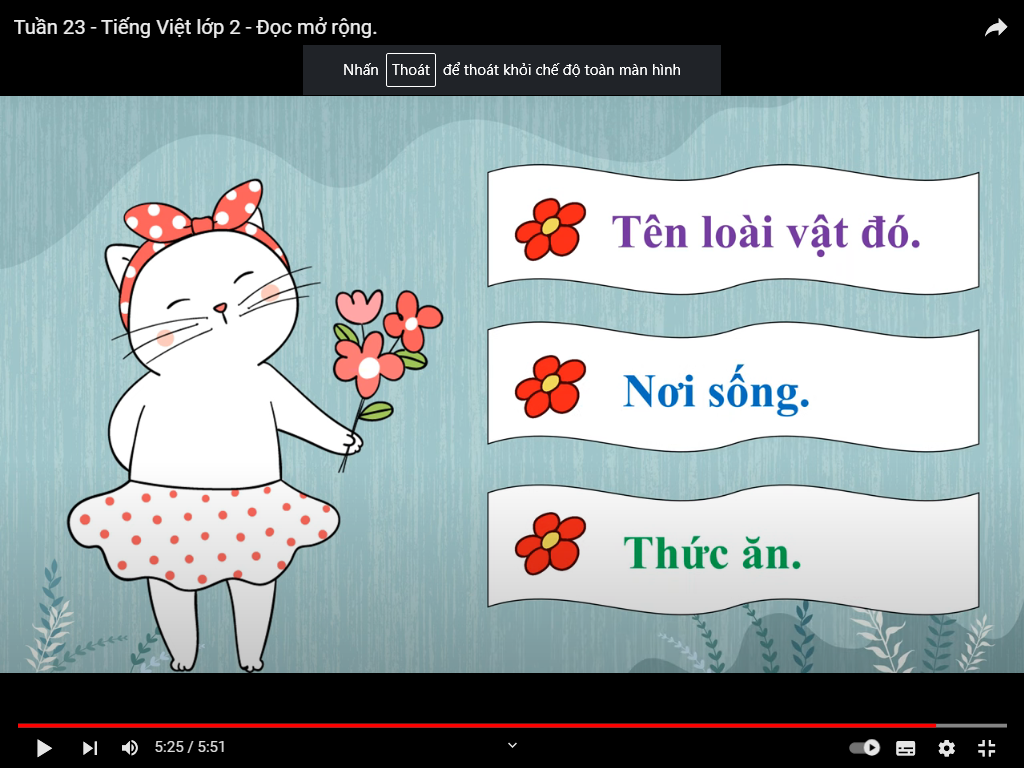 Tuần 23 - Tiếng Việt lớp 2 - Đọc mở rộng.
Nhấn Thoát để thoát khỏi chế độ toàn màn hình
Tên loài vật đó.
Nơi sống.
Thức ăn.
5:25 / 5:51